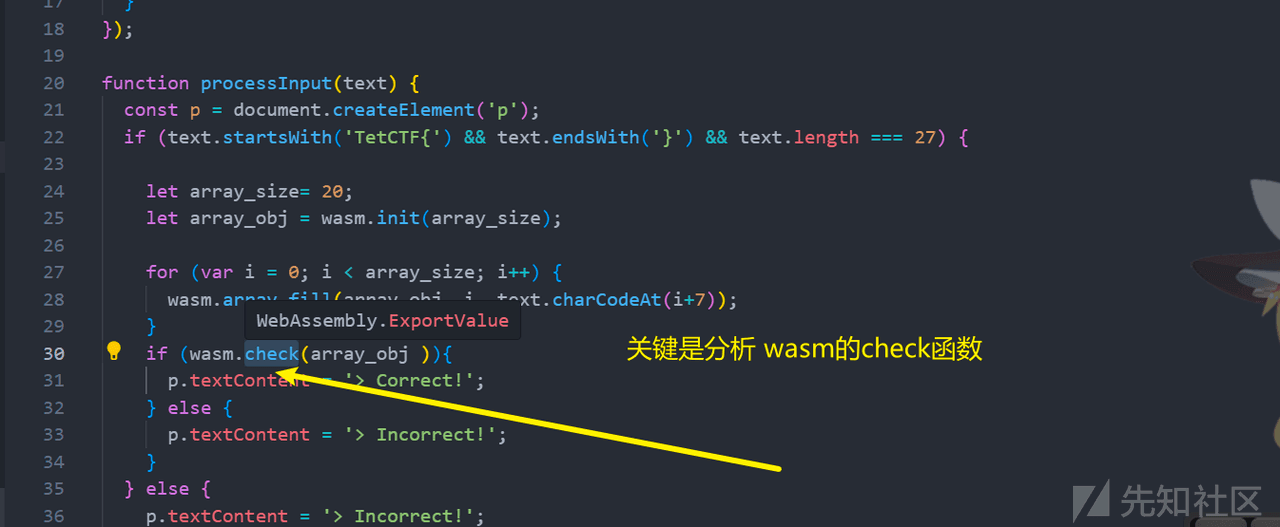 17 }
18 });
19
20 function processInput(text) {
21 const p = document.createElement('p');
22 if (text.startsWith('TetCTF{') && text.endsWith('}') && text.length === 27) {
23
24 let array_size= 20;
25 let array_obj = wasm.init(array_size);
26
27 for (var i = 0; i < array_size; i++) {
28 wasm.array_fill(array_obj, i, text.charCodeAt(i+7));
WebAssembly.ExportValue
29 }
30 if (wasm.check(array_obj )){
关键是分析 wasm的check函数
31 p.textContent = '> Correct!';
32 } else {
33 p.textContent = '> Incorrect!';
34 }
35 } else {
36 p.textContent = '> Incorrect!';
先知社区